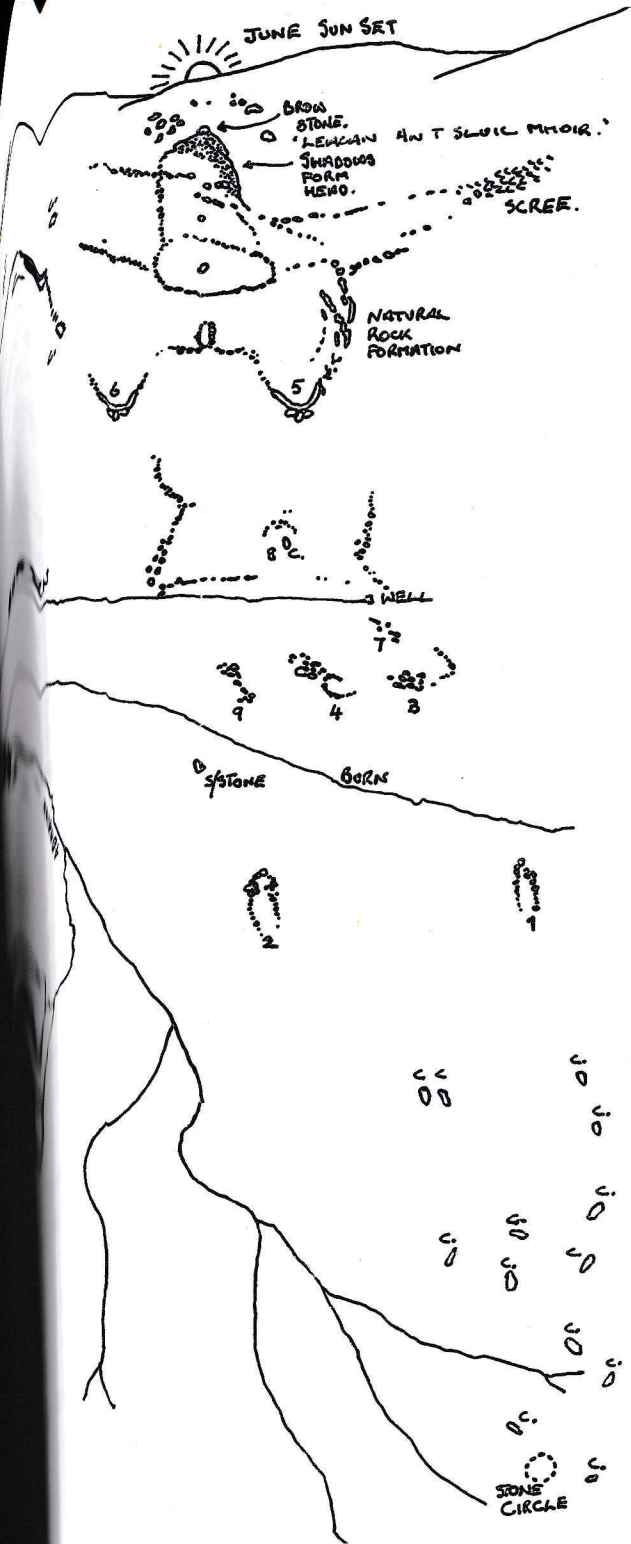 JUNE SUN SET
BROW
STONE.
"LEACAIN AN T SLUIC MHOIR."
SHADOWS
FORM
HEAD.
SCREE.
NATURAL
ROCK
FORMATION
6
5
8 C.
WELL
7
9
4
3
S/STONE
BURN
2
1
C. C.
C.
C.
C.
C.
C.
C.
C.
C.
C.
C.
C.
STONE
CIRCLE